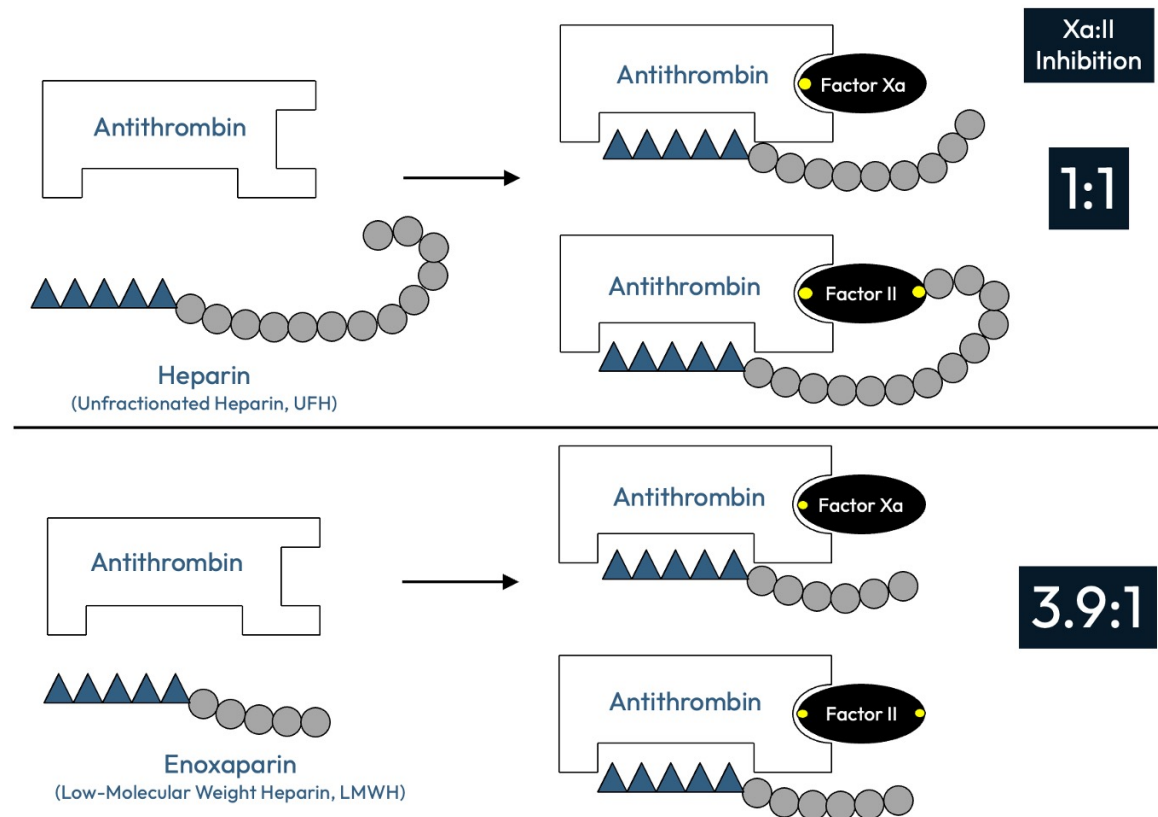 Xa:II
Inhibition
Antithrombin
Antithrombin
Factor Xa
1:1
Antithrombin
Factor II
Heparin
(Unfractionated Heparin, UFH)
Antithrombin
Factor Xa
Antithrombin
3.9:1
Antithrombin
Factor II
Enoxaparin
(Low-Molecular Weight Heparin, LMWH)